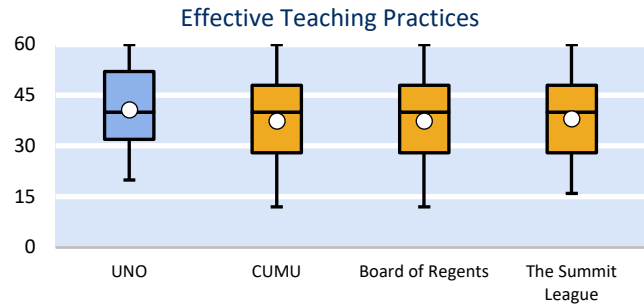 Effective Teaching Practices
60
45
30
15
0
UNO
CUMU
Board of Regents
The Summit
League